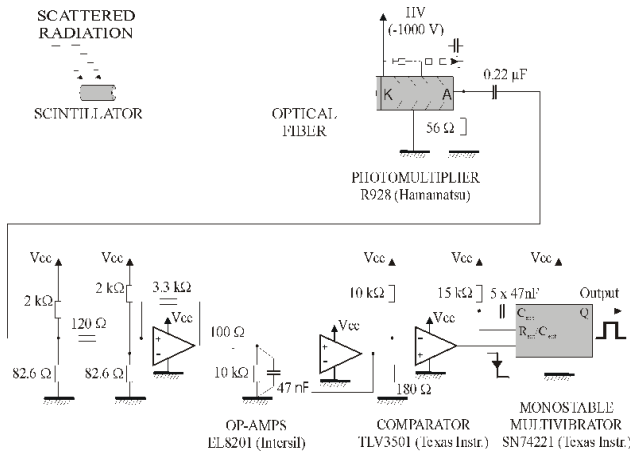 SCATTERED
RADIATION
SCINTILLATOR
HV
(-1000 V)
0.22 µF
K
A
OPTICAL
FIBER
56 Ω
PHOTOMULTIPLIER
R928 (Hamamatsu)
Vcc
Vcc
Vcc
Vcc
Vcc
2 kΩ
2 kΩ
3.3 kΩ
Vcc
10 kΩ
15 kΩ
5 x 47nF
Output
120 Ω
100 Ω
Vcc
Vcc
Cext
Q
Rext/Cext
+
-
-
+
+
-
82.6 Ω
82.6 Ω
10 kΩ
47 nF
180 Ω
OP-AMPS
EL8201 (Intersil)
COMPARATOR
TLV3501 (Texas Instr.)
MONOSTABLE
MULTIVIBRATOR
SN74221 (Texas Instr.)